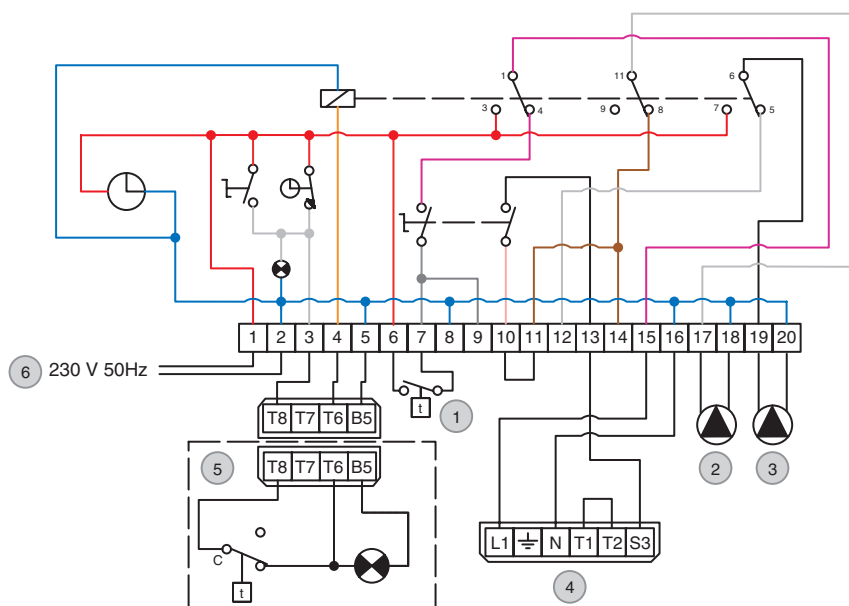 1 11 6
3 4 9 8 7 5
1 2 3 4 5 6 7 8 9 10 11 12 13 14 15 16 17 18 19 20
6 230 V 50Hz
t 1
T8 T7 T6 B5
5 2 3
T8 T7 T6 B5
L1 N T1 T2 S3
C
4
t